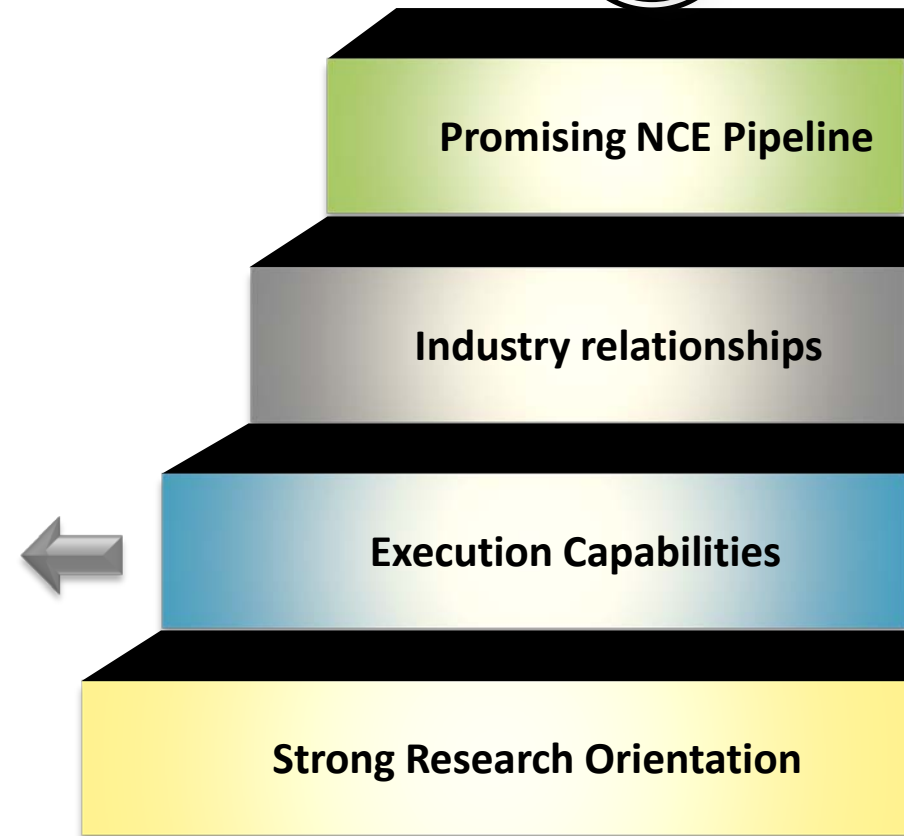 Promising NCE Pipeline
Industry relationships
Execution Capabilities
Strong Research Orientation